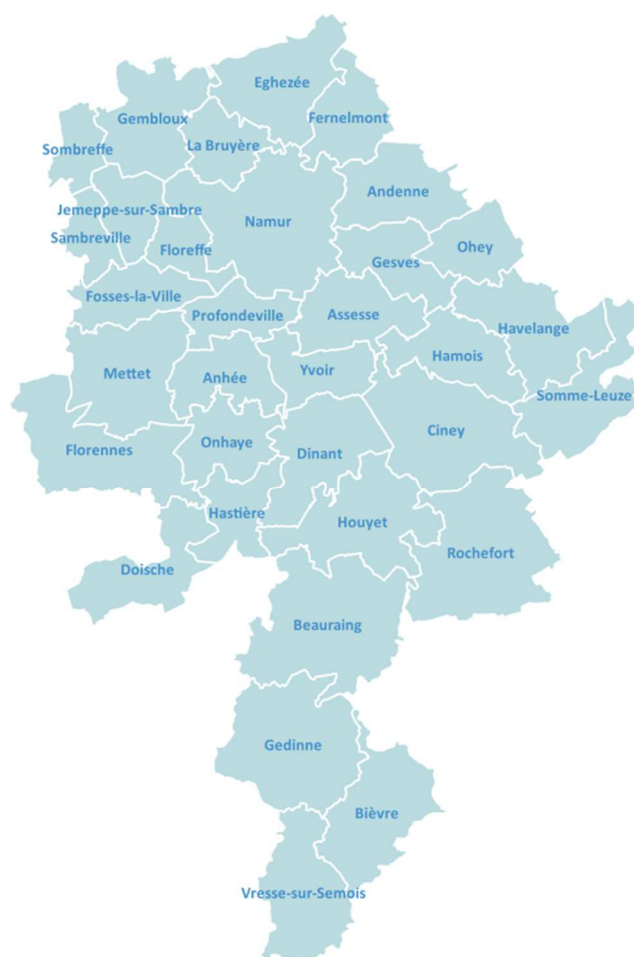 Eghezée
Gembloux
Fernelmont
La Bruyère
Sombreffe
Andenne
Jemeppe-sur-Sambre
Namur
Sambreville
Floreffe
Ohey
Gesves
Fosses-la-Ville
Profondeville
Assesse
Havelange
Hamois
Mettet
Anhée
Yvoir
Somme-Leuze
Ciney
Florennes
Onhaye
Dinant
Hastière
Houyet
Rochefort
Doische
Beauraing
Gedinne
Bièvre
Vresse-sur-Semois